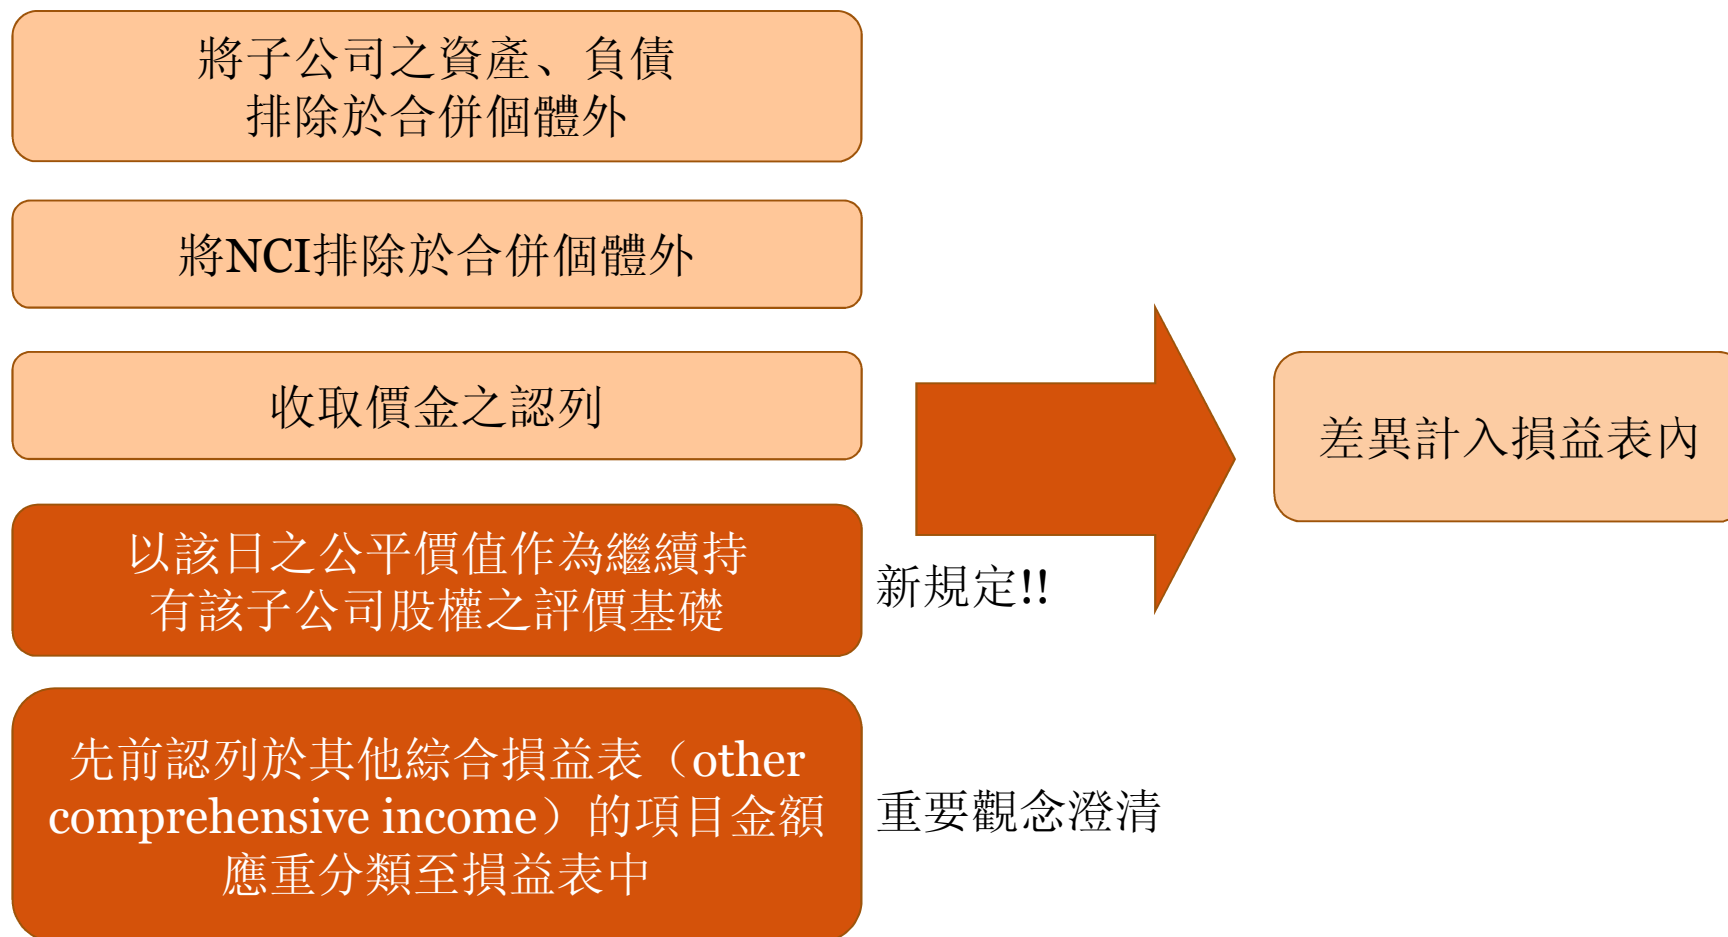 將子公司之資產、負債
排除於合併個體外
將NCI排除於合併個體外
收取價金之認列
差異計入損益表內
以該日之公平價值作為繼續持
有該子公司股權之評價基礎
新規定!!
先前認列於其他綜合損益表（other
comprehensive income）的項目金額
應重分類至損益表中
重要觀念澄清